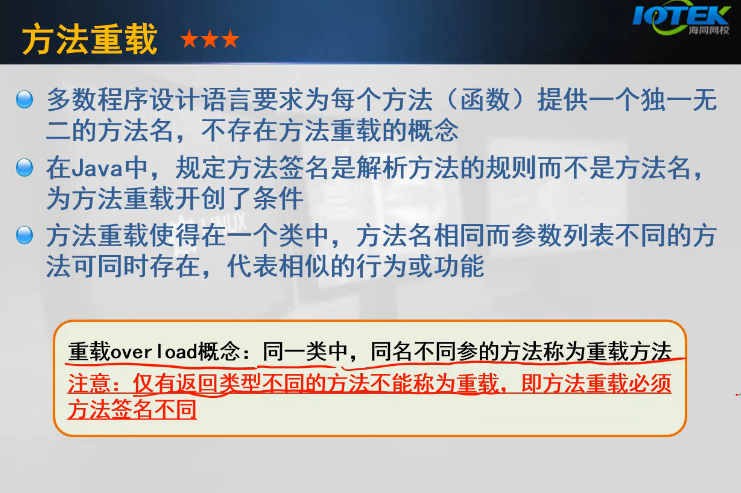 方法重载 ★★★
IOTEK
海同网校
多数程序设计语言要求为每个方法（函数）提供一个独一无
二的方法名，不存在方法重载的概念
在Java中，规定方法签名是解析方法的规则而不是方法名，
为方法重载开创了条件
方法重载使得在一个类中，方法名相同而参数列表不同的方
法可同时存在，代表相似的行为或功能
LINUX
重载overload概念：同一类中，同名不同参的方法称为重载方法
注意：仅有返回类型不同的方法不能称为重载，即方法重载必须
方法签名不同